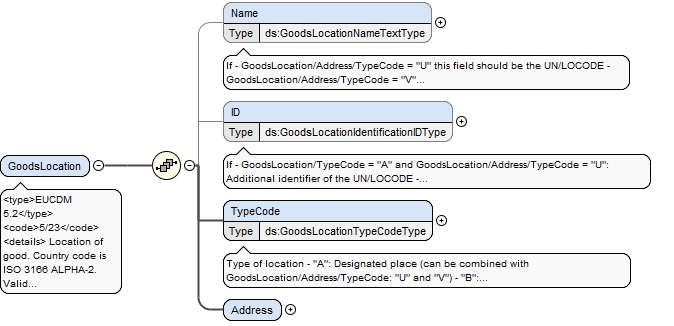 Name
Type ds:GoodsLocationNameTextType
If - GoodsLocation/Address/TypeCode = "U" this field should be the UN/LOCODE -
GoodsLocation/Address/TypeCode = "V"...
ID
Type ds:GoodsLocationIdentificationIDType
If - GoodsLocation/TypeCode = "A" and GoodsLocation/Address/TypeCode = "U":
Additional identifier of the UN/LOCODE -...
GoodsLocation
<type>EUCDM
5.2</type>
<code>5/23</code>
<details> Location of
good. Country code is
ISO 3166 ALPHA-2.
Valid...
TypeCode
Type ds:GoodsLocationTypeCodeType
Type of location - "A": Designated place (can be combined with
GoodsLocation/Address/TypeCode: "U" and "V") - "B":...
Address